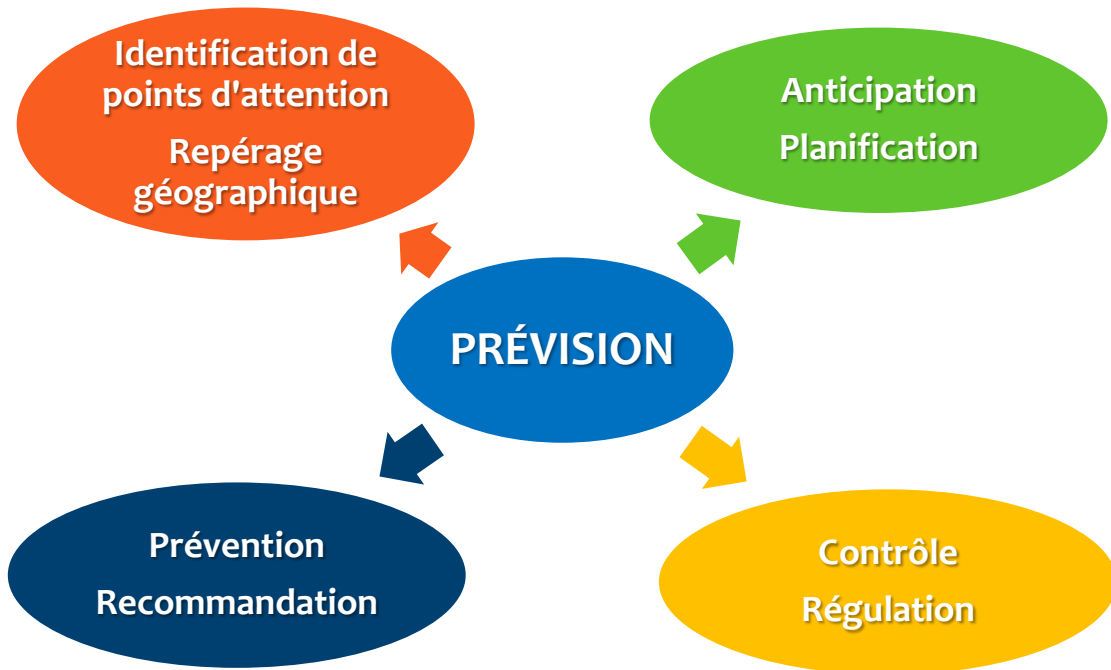 Identification de
points d'attention
Repérage
géographique
Anticipation
Planification
PRÉVISION
Prévention
Recommandation
Contrôle
Régulation